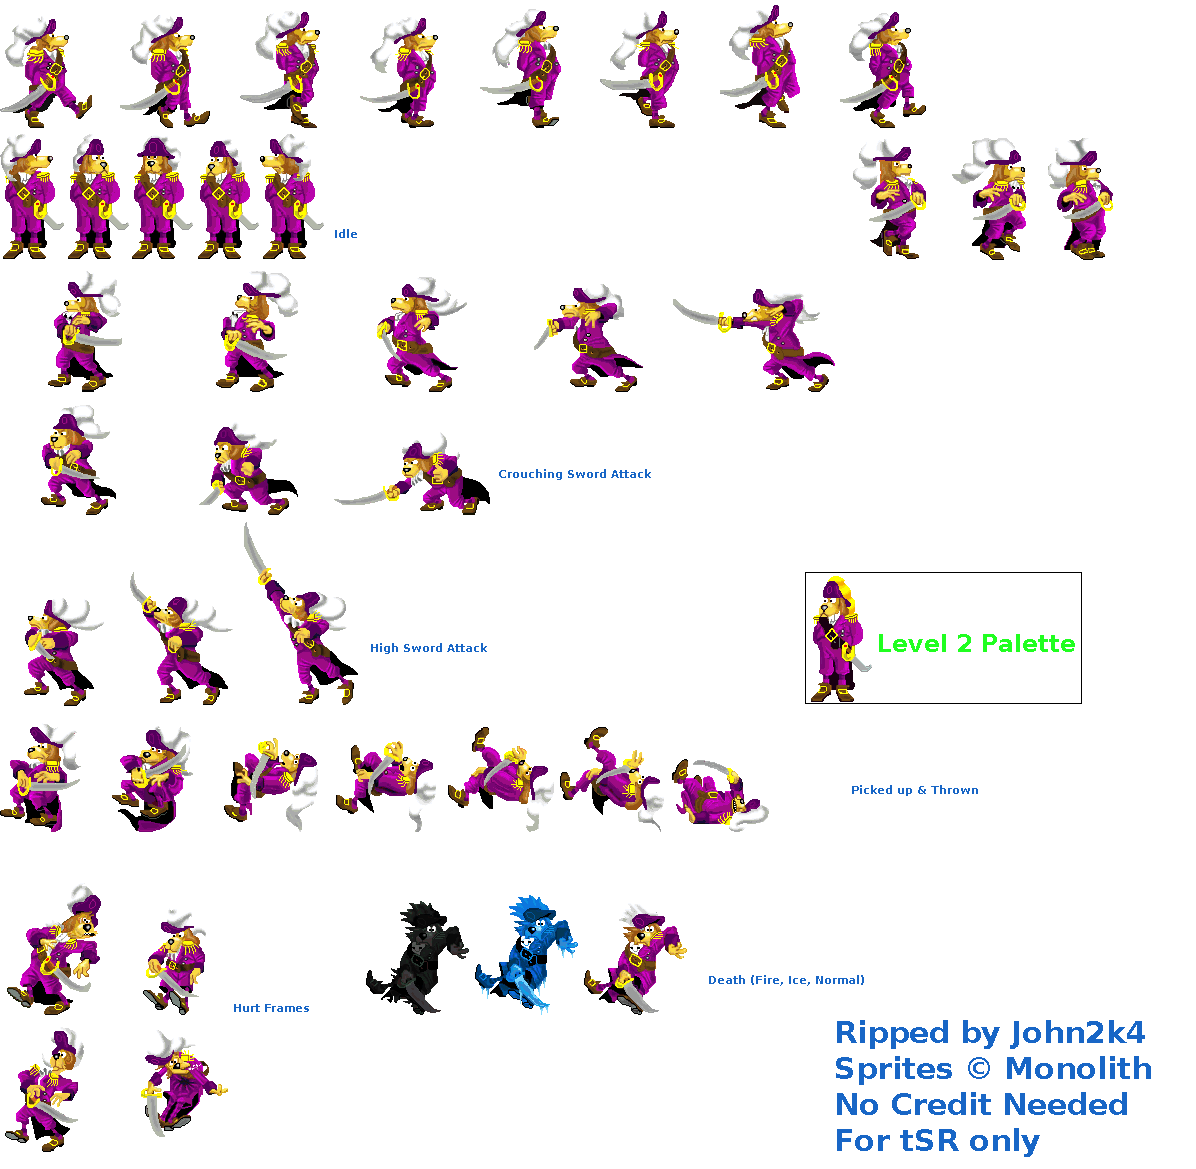 Idle
Crouching Sword Attack
High Sword Attack
Level 2 Palette
Picked up & Thrown
Death (Fire, Ice, Normal)
Hurt Frames
Ripped by John2k4
Sprites © Monolith
No Credit Needed
For tSR only